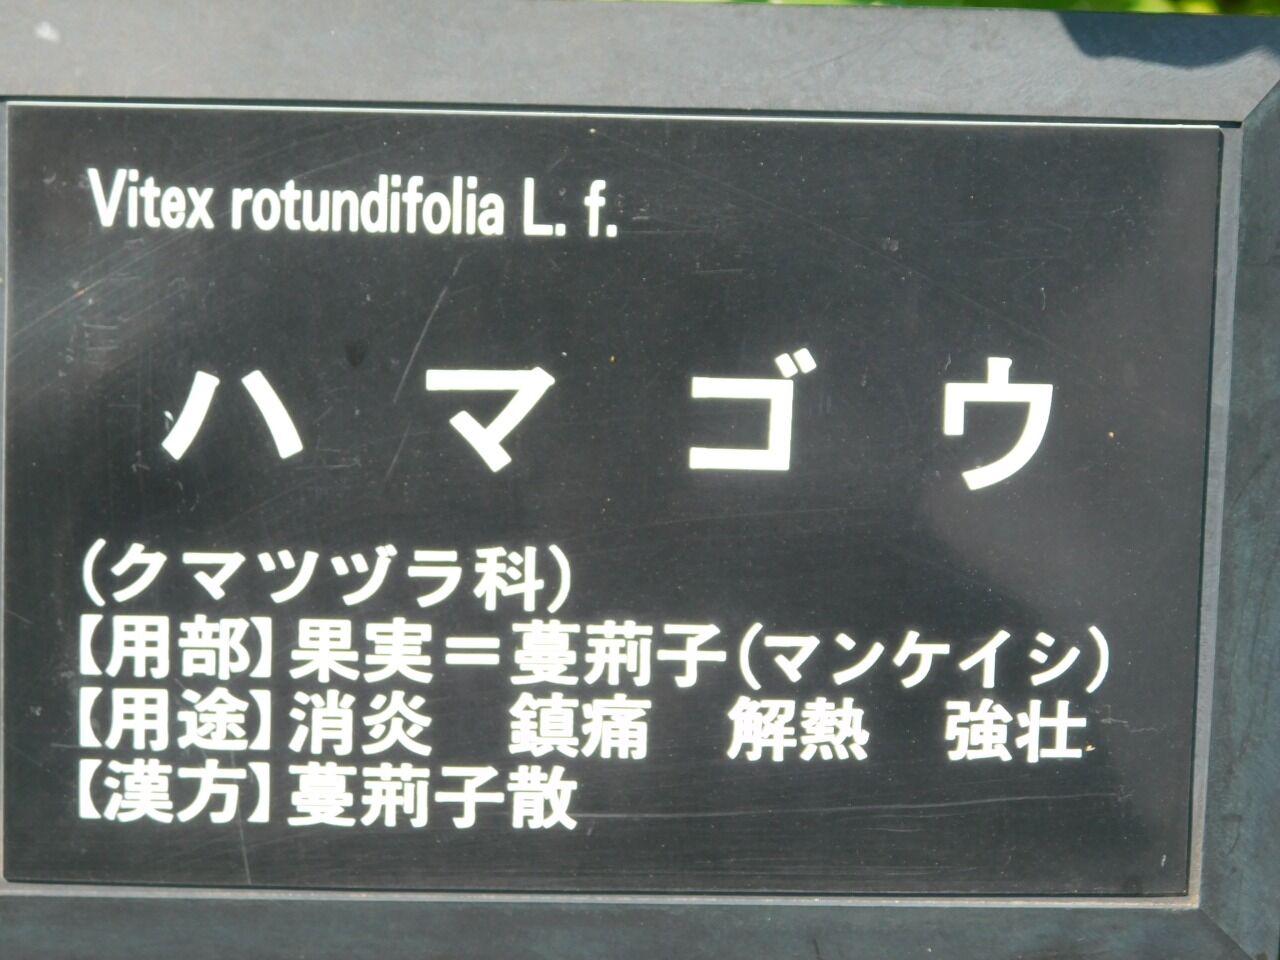 Vitex rotundifolia L. f.
ハマゴウ
（クマツヅラ科）
【用部】果実＝蔓荊子（マンケイシ）
【用途】消炎　鎮痛　解熱　強壮
【漢方】蔓荊子散